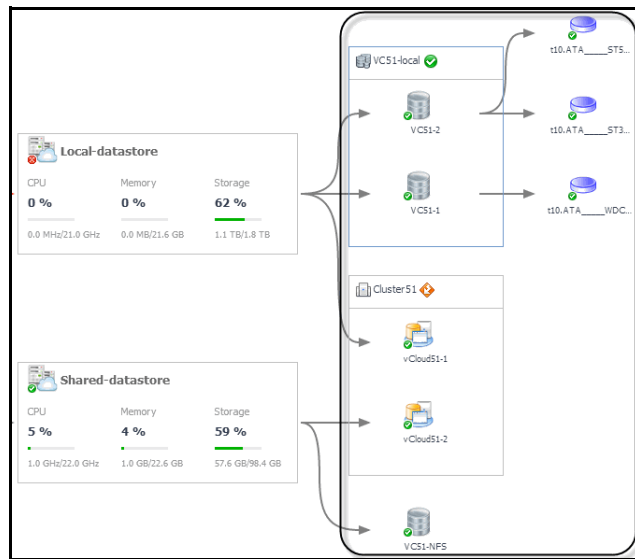 Local-datastore
CPU Memory Storage
0 % 0 % 62 %
0.0 MHz/21.0 GHz 0.0 MB/21.6 GB 1.1 TB/1.8 TB
Shared-datastore
CPU Memory Storage
5 % 4 % 59 %
1.0 GHz/22.0 GHz 1.0 GB/22.6 GB 57.6 GB/98.4 GB
VC51-local
VC51-2
VC51-1
Cluster51
vCloud51-1
vCloud51-2
VC51-NFS
t10.ATA_____ST5...
t10.ATA_____ST3...
t10.ATA_____WDC...